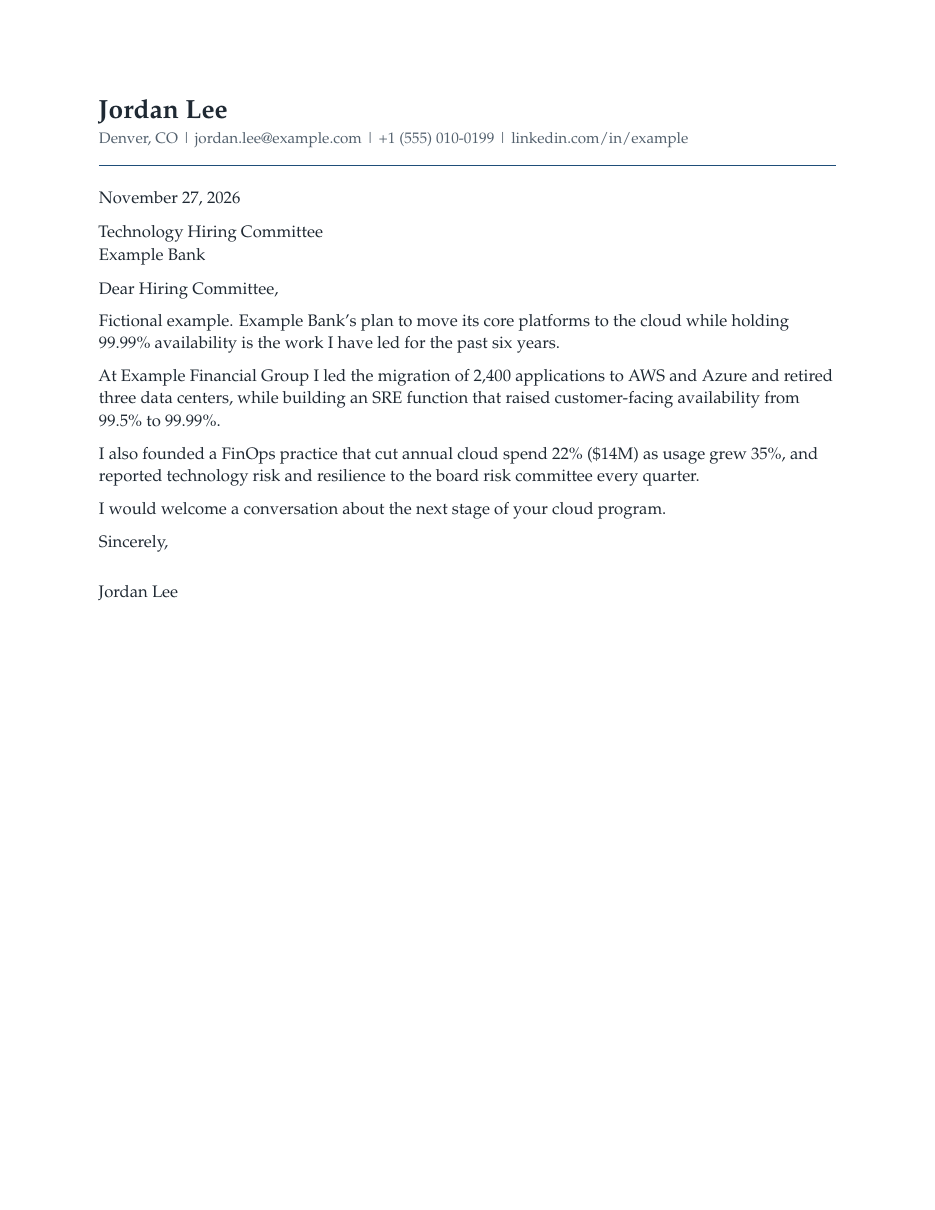 Jordan Lee
Denver, CO | jordan.lee@example.com | +1 (555) 010-0199 | linkedin.com/in/example
November 27, 2026
Technology Hiring Committee
Example Bank
Dear Hiring Committee,
Fictional example. Example Bank’s plan to move its core platforms to the cloud while holding
99.99% availability is the work I have led for the past six years.
At Example Financial Group I led the migration of 2,400 applications to AWS and Azure and retired
three data centers, while building an SRE function that raised customer-facing availability from
99.5% to 99.99%.
I also founded a FinOps practice that cut annual cloud spend 22% ($14M) as usage grew 35%, and
reported technology risk and resilience to the board risk committee every quarter.
I would welcome a conversation about the next stage of your cloud program.
Sincerely,
Jordan Lee